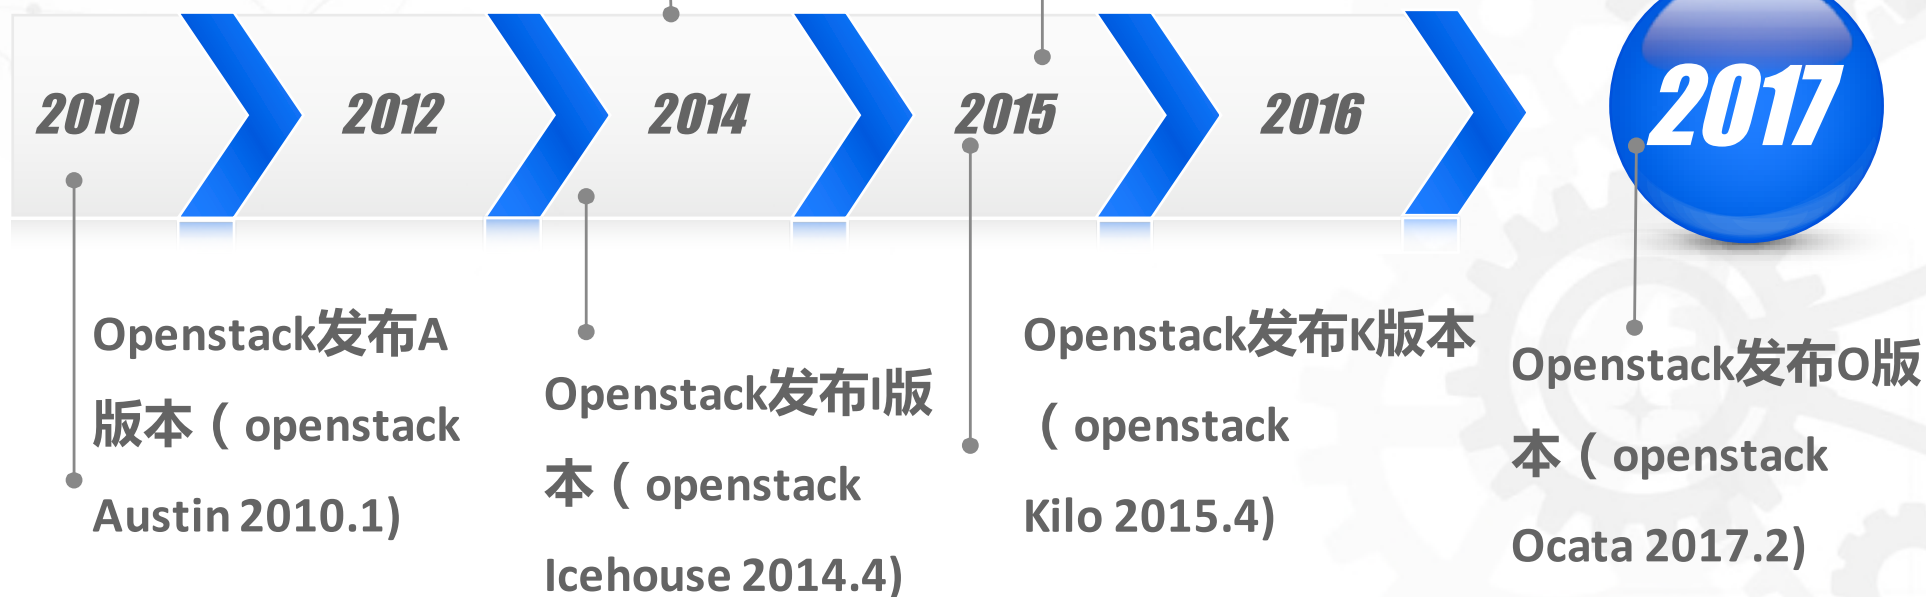 2010
2012
2014
2015
2016
2017
Openstack发布A
版本（openstack
Austin 2010.1)
Openstack发布I版
本（openstack
Icehouse 2014.4)
Openstack发布K版本
（openstack
Kilo 2015.4)
Openstack发布O版
本（openstack
Ocata 2017.2)